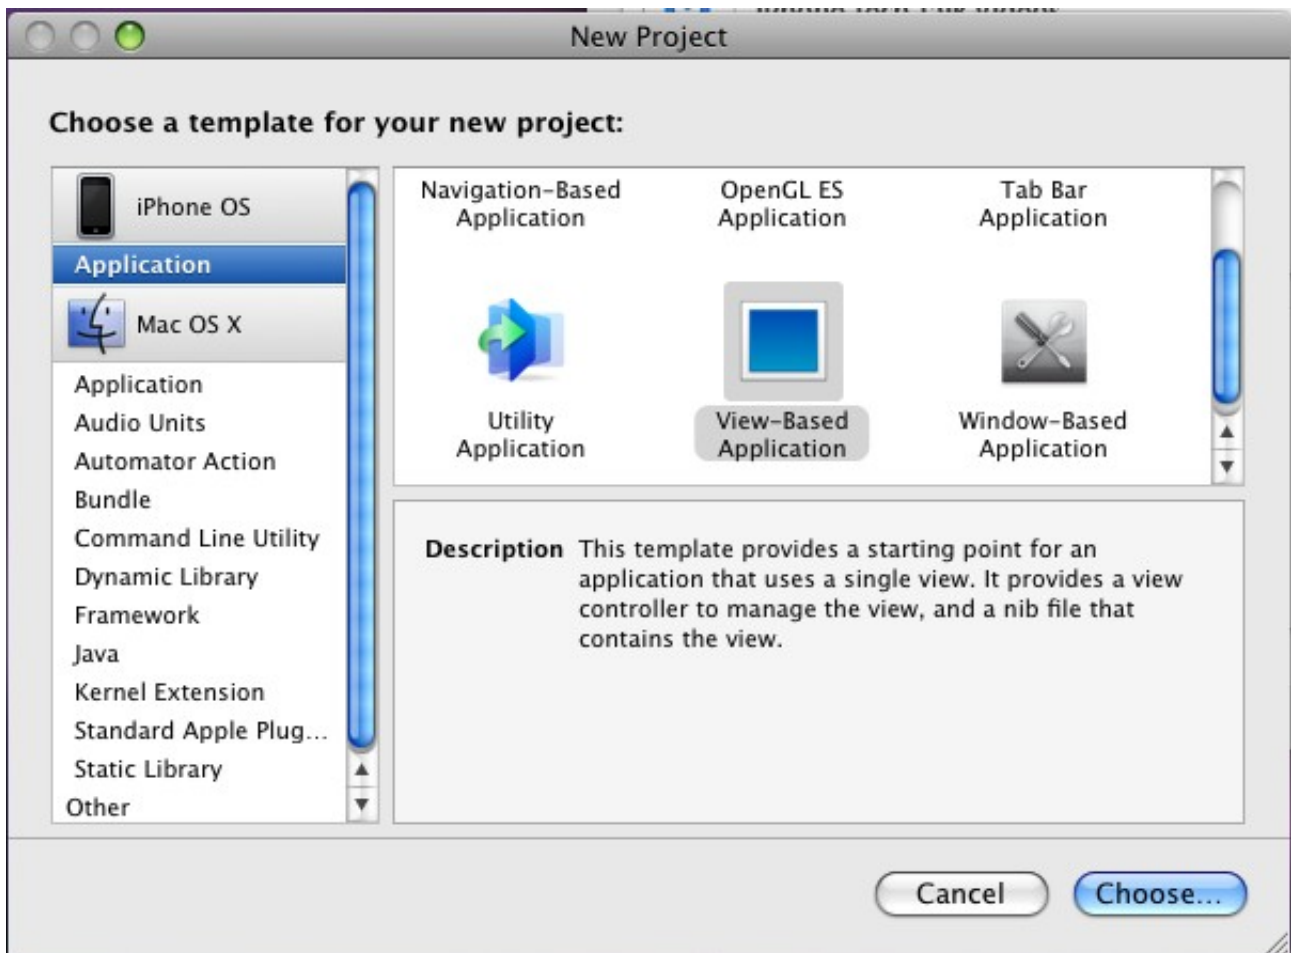 New Project
Choose a template for your new project:
iPhone OS
Application
Mac OS X
Application
Audio Units
Automator Action
Bundle
Command Line Utility
Dynamic Library
Framework
Java
Kernel Extension
Standard Apple Plug...
Static Library
Other
Navigation-Based
Application
OpenGL ES
Application
Tab Bar
Application
Utility
Application
View-Based
Application
Window-Based
Application
Description This template provides a starting point for an
application that uses a single view. It provides a view
controller to manage the view, and a nib file that
contains the view.
Cancel
Choose...